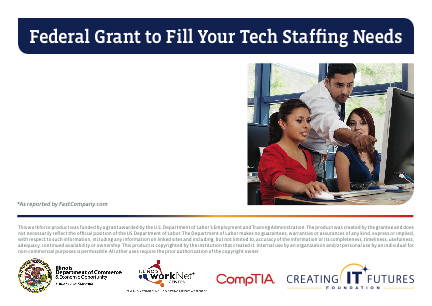 Federal Grant to Fill Your Tech Staffing Needs
*As reported by FastCompany.com
This workforce product was funded by a grant awarded by the U.S. Department of Labor's Employment and Training Administration. The product was created by the grantee and does
not necessarily reflect the official position of the US Department of Labor. The Department of Labor makes no guarantees, warranties or assurances of any kind, express or implied,
with respect to such information, including any information on linked sites and including, but not limited to, accuracy of the information or its completeness, timeliness, usefulness,
adequacy, continued availability or ownership. This product is copyrighted by the institution that created it. Internal use by an organization and/or personal use by an individual for
non-commercial purposes is permissible. All other uses require the prior authorization of the copyright owner.
Illinois
Department of Commerce
& Economic Opportunity
ILLINOIS
workNet
CENTER
CompTIA.
CREATING IT FUTURES
FOUNDATION